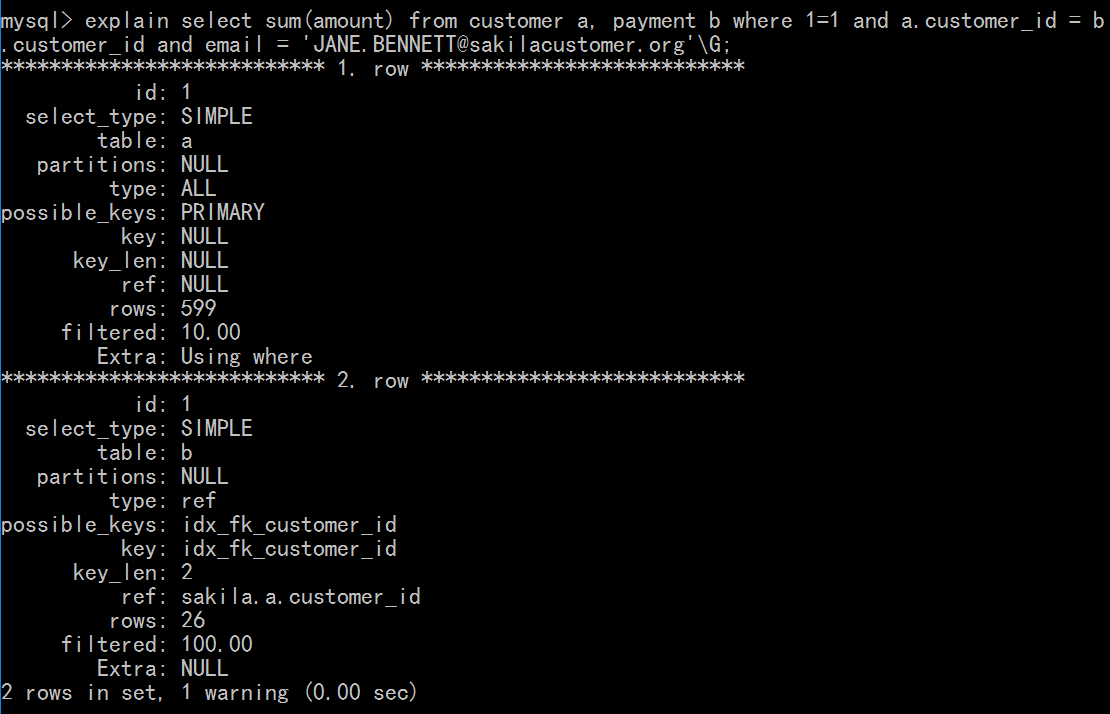 mysql> explain select sum(amount) from customer a, payment b where 1=1 and a.customer_id = b
.customer_id and email = 'JANE.BENNETT@sakilacustomer.org'\G;
*************************** 1. row ***************************
           id: 1
  select_type: SIMPLE
        table: a
   partitions: NULL
         type: ALL
possible_keys: PRIMARY
          key: NULL
      key_len: NULL
          ref: NULL
         rows: 599
     filtered: 10.00
        Extra: Using where
*************************** 2. row ***************************
           id: 1
  select_type: SIMPLE
        table: b
   partitions: NULL
         type: ref
possible_keys: idx_fk_customer_id
          key: idx_fk_customer_id
      key_len: 2
          ref: sakila.a.customer_id
         rows: 26
     filtered: 100.00
        Extra: NULL
2 rows in set, 1 warning (0.00 sec)